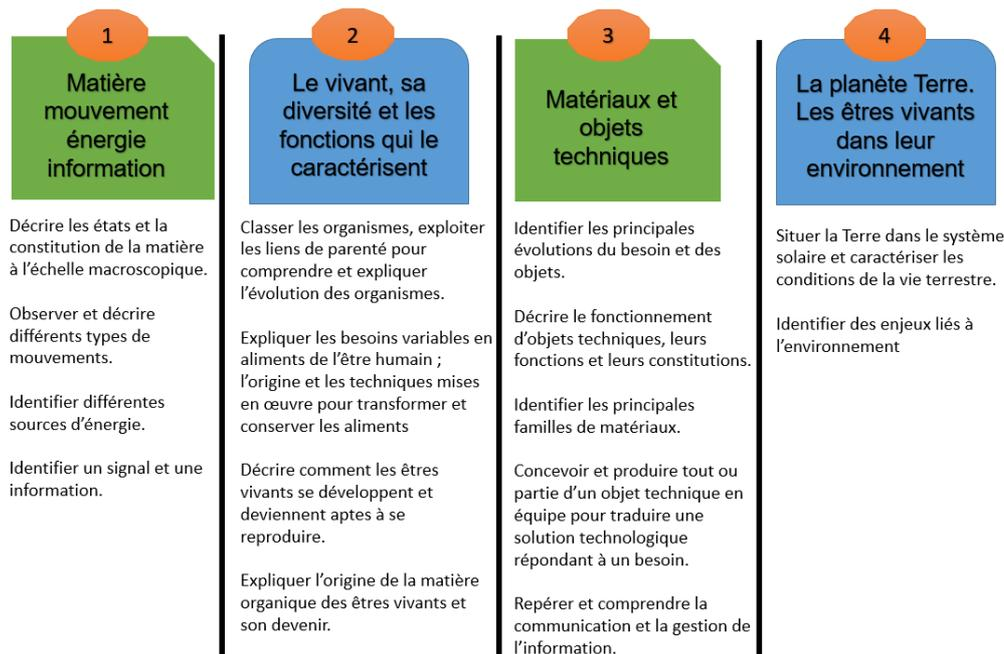 1
Matière
mouvement
énergie
information
Décrire les états et la
constitution de la matière
à l'échelle macroscopique.
Observer et décrire
différents types de
mouvements.
Identifier différentes
sources d'énergie.
Identifier un signal et une
information.
2
Le vivant, sa
diversité et les
fonctions qui le
caractérisent
Classer les organismes, exploiter
les liens de parenté pour
comprendre et expliquer
l'évolution des organismes.
Expliquer les besoins variables en
aliments de l'être humain ;
l'origine et les techniques mises
en œuvre pour transformer et
conserver les aliments
Décrire comment les êtres
vivants se développent et
deviennent aptes à se
reproduire.
Expliquer l'origine de la matière
organique des êtres vivants et
son devenir.
3
Matériaux et
objets
techniques
Identifier les principales
évolutions du besoin et des
objets.
Décrire le fonctionnement
d'objets techniques, leurs
fonctions et leurs constitutions.
Identifier les principales
familles de matériaux.
Concevoir et produire tout ou
partie d'un objet technique en
équipe pour traduire une
solution technologique
répondant à un besoin.
Repérer et comprendre la
communication et la gestion de
l'information.
4
La planète Terre.
Les êtres vivants
dans leur
environnement
Situer la Terre dans le système
solaire et caractériser les
conditions de la vie terrestre.
Identifier des enjeux liés à
l'environnement